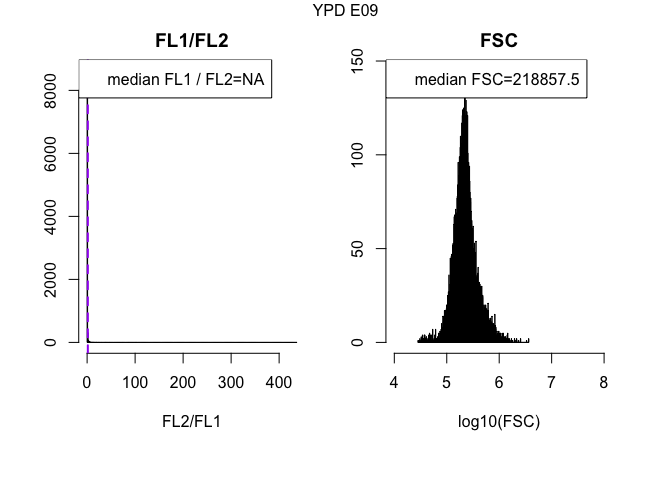 YPD E09
FL1/FL2
median FL1 / FL2=NA
8000
6000
4000
2000
0
0 100 200 300 400
FL2/FL1
FSC
median FSC=218857.5
150
100
50
0
4 5 6 7 8
log10(FSC)